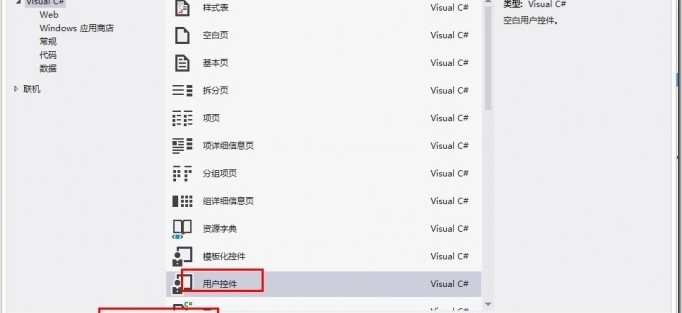 Visual C#
Web
Windows 应用商店
常规
代码
数据
联机
样式表 Visual C#
空白页 Visual C#
基本页 Visual C#
拆分页 Visual C#
项页 Visual C#
项详细信息页 Visual C#
分组项页 Visual C#
组详细信息页 Visual C#
资源字典 Visual C#
模板化控件 Visual C#
用户控件 Visual C#
类型: Visual C#
空白用户控件。